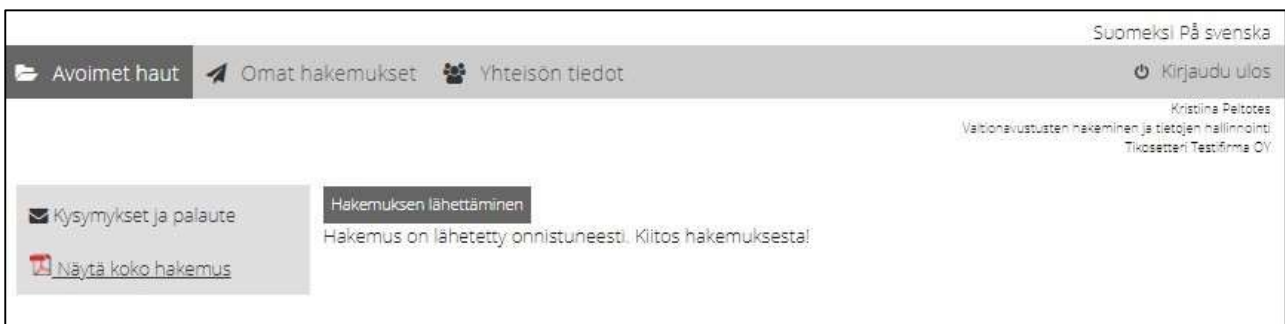 Suomeksi På svenska
Avoimet haut Omat hakemukset Yhteisön tiedot Kirjaudu ulos
Kristiina Peltotes
Valtionavustusten hakeminen ja tietojen hallinnointi
Tikosetteri Testifirma OY
Kysymykset ja palaute
Näytä koko hakemus
Hakemuksen lähettäminen
Hakemus on lähetetty onnistuneesti. Kiitos hakemuksesta!